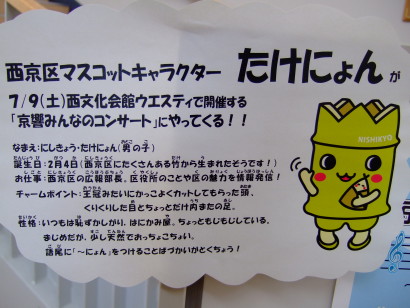 西京区マスコットキャラクター たけにょん が
7/9(土)西文化会館ウエスティで開催する
「京響みんなのコンサート」にやってくる!!
なまえ:にしきょう・たけにょん(筍の子)
誕生日:2月4日(西京区にたくさんある竹から生まれたそうです!)
お仕事:西京区の広報部長。区役所のことや区の魅力を情報発信!
チャームポイント:王冠みたいにかっこよくカットしてもらった頭。
くりくりした目とちょっとだけ内またの足。
性格:いつもは恥ずかしがり、はにかみ屋。ちょっともじもじしている。
まじめだが、少し天然でおっちょこちょい。
語尾に「~にょん」をつけることばづかいがとくちょう!
NISHIKYO